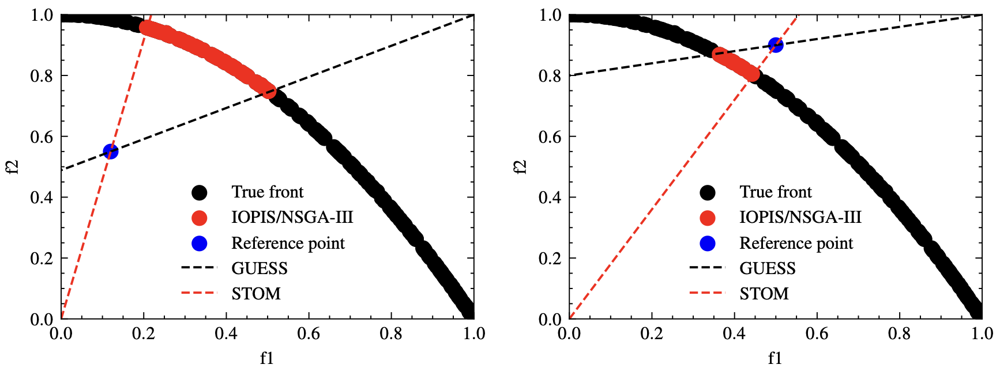 1.0
0.8
0.6
0.4
0.2
0.0
f2
0.0 0.2 0.4 0.6 0.8 1.0
f1
True front
IOPIS/NSGA-III
Reference point
GUESS
STOM
1.0
0.8
0.6
0.4
0.2
0.0
f2
0.0 0.2 0.4 0.6 0.8 1.0
f1
True front
IOPIS/NSGA-III
Reference point
GUESS
STOM